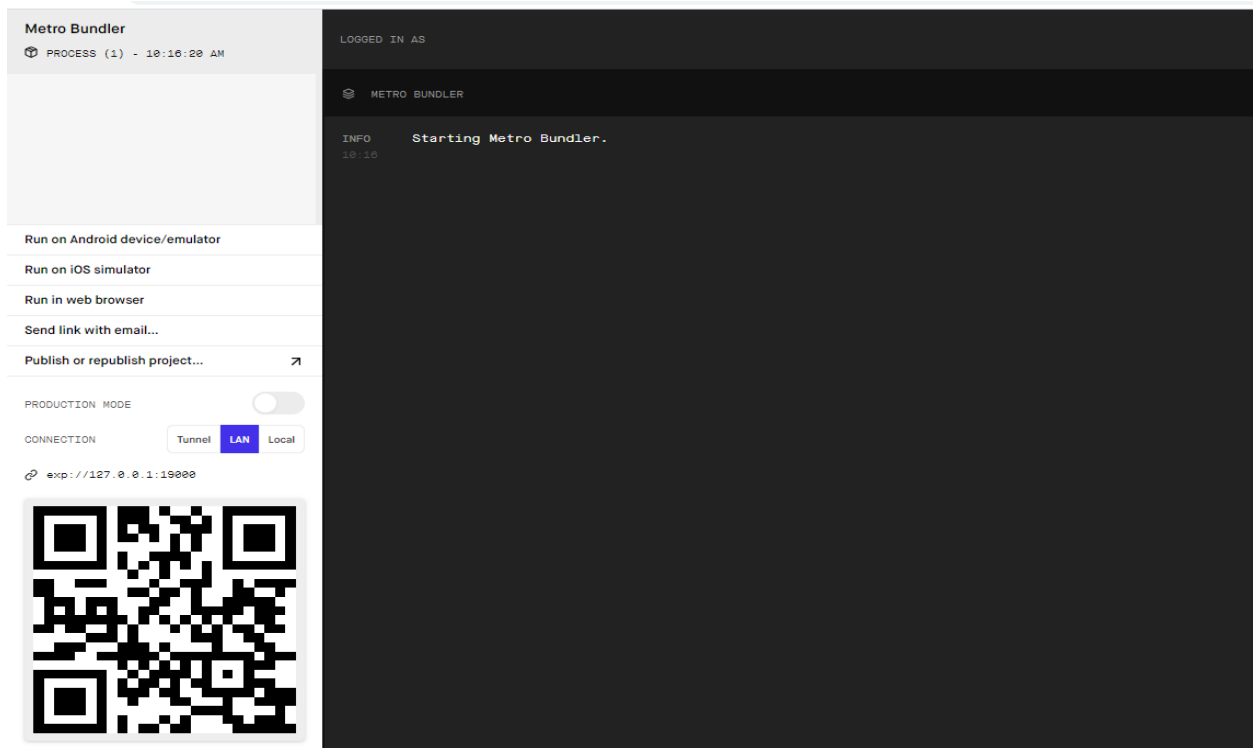 Metro Bundler
PROCESS (1) - 10:16:20 AM
Run on Android device/emulator
Run on iOS simulator
Run in web browser
Send link with email...
Publish or republish project...
PRODUCTION MODE
CONNECTION Tunnel LAN Local
exp://127.0.0.1:19000
LOGGED IN AS
METRO BUNDLER
INFO Starting Metro Bundler.
10:16